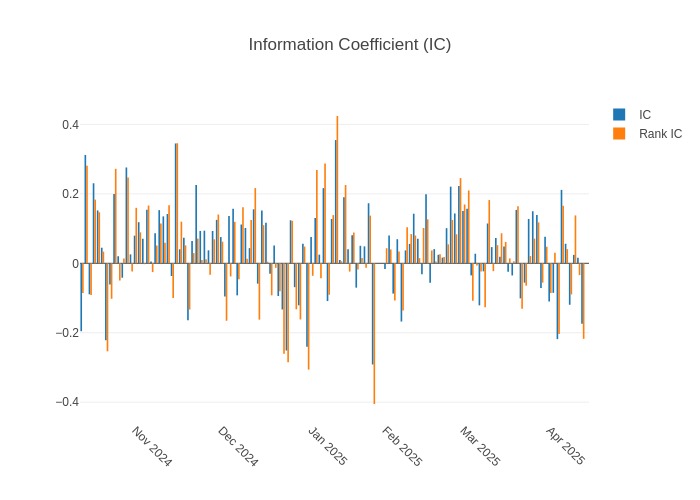 Information Coefficient (IC)
IC
Rank IC
0.4
0.2
0
−0.2
−0.4
Nov 2024
Dec 2024
Jan 2025
Feb 2025
Mar 2025
Apr 2025